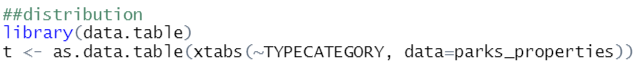 ##distribution
library(data.table)
t <- as.data.table(xtabs(~TYPECATEGORY, data=parks_properties))